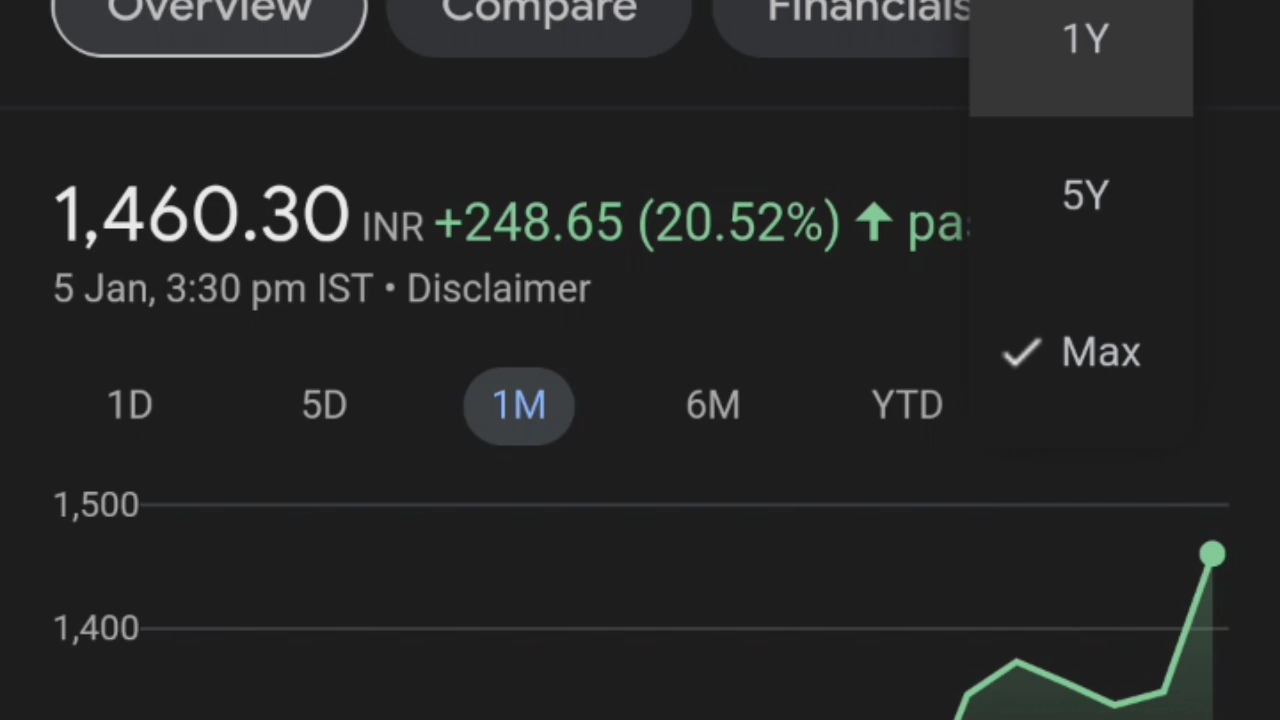 Overview Compare Financials
1Y
5Y
Max
1,460.30 INR +248.65 (20.52%) ↑
5 Jan, 3:30 pm IST • Disclaimer
1D 5D 1M 6M YTD
1,500
1,400